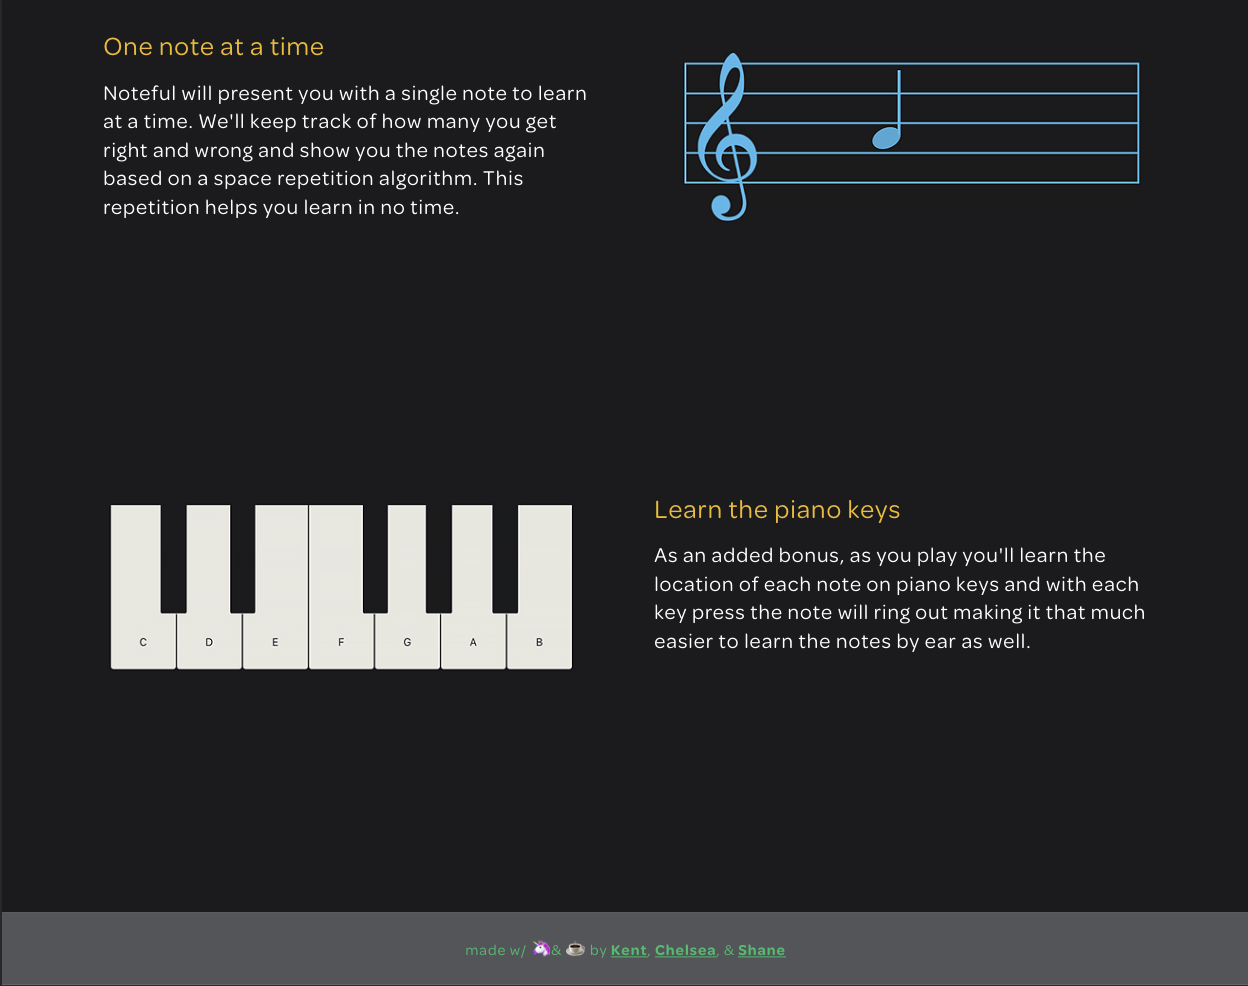 One note at a time
Noteful will present you with a single note to learn
at a time. We'll keep track of how many you get
right and wrong and show you the notes again
based on a space repetition algorithm. This
repetition helps you learn in no time.
C D E F G A B
Learn the piano keys
As an added bonus, as you play you'll learn the
location of each note on piano keys and with each
key press the note will ring out making it that much
easier to learn the notes by ear as well.
made w/ 🦄& ☕ by Kent, Chelsea, & Shane